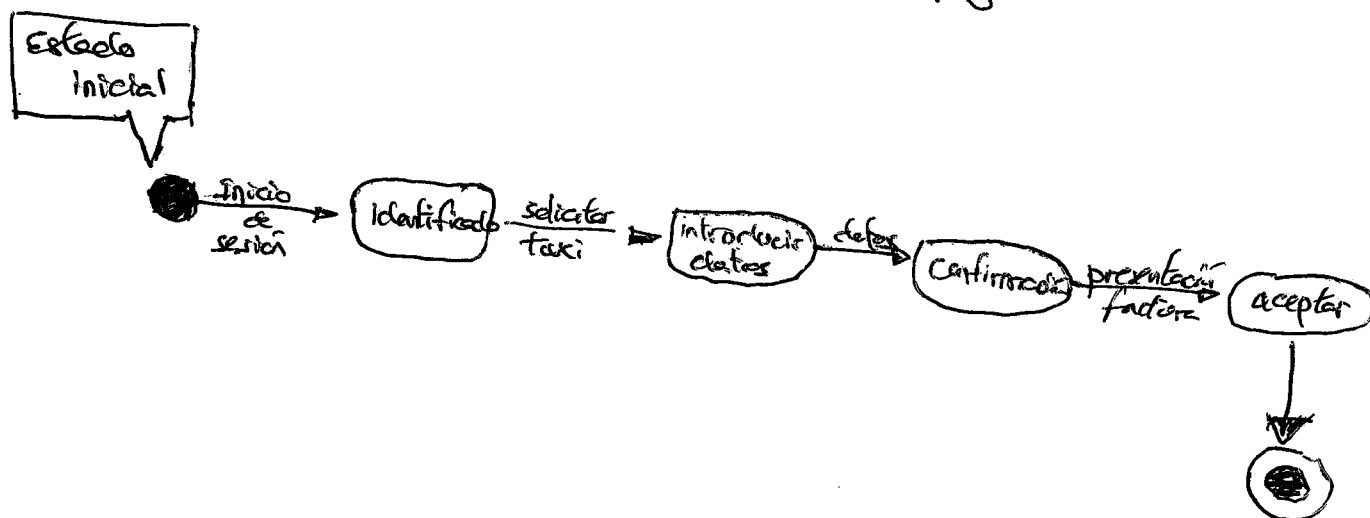 Estado
inicial
Inicio
de
sesión
identificado
solicitar
taxi
introducir
datos
datos
confirmación
presentación
factura
aceptar